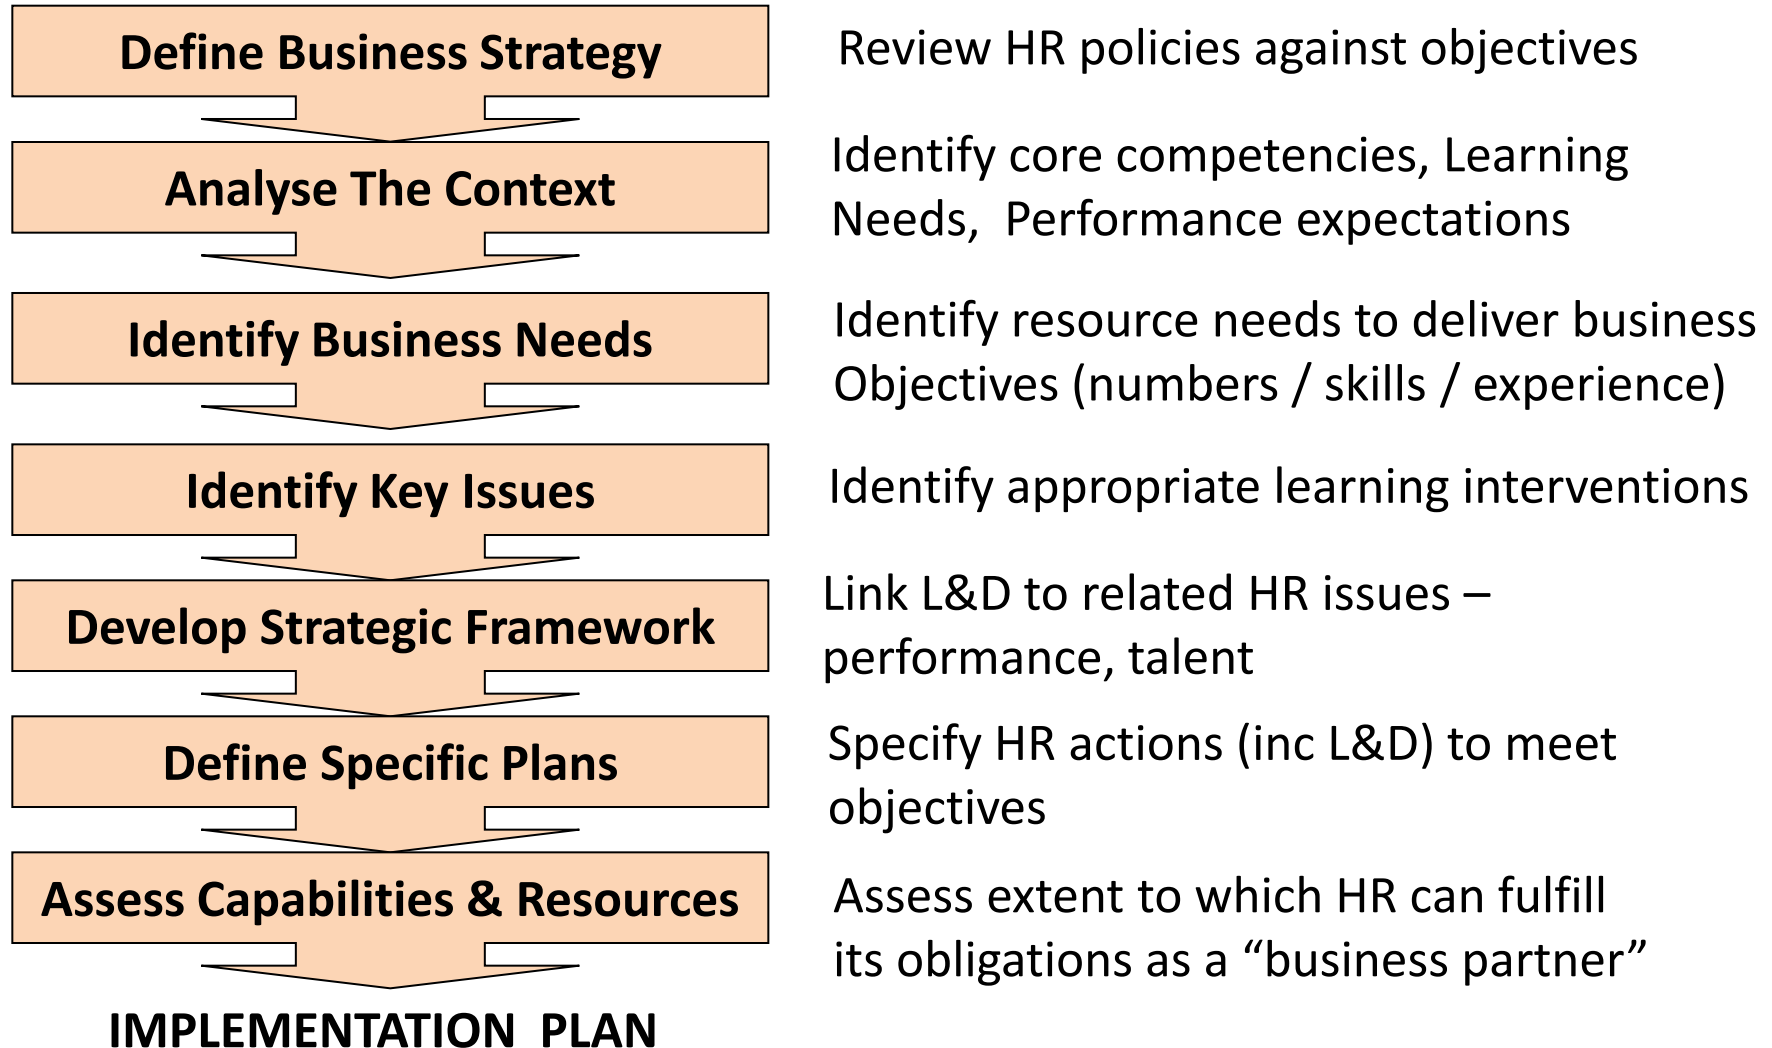 Define Business Strategy
Review HR policies against objectives
Analyse The Context
Identify core competencies, Learning
Needs,  Performance expectations
Identify Business Needs
Identify resource needs to deliver business
Objectives (numbers / skills / experience)
Identify Key Issues
Identify appropriate learning interventions
Develop Strategic Framework
Link L&D to related HR issues –
performance, talent
Define Specific Plans
Specify HR actions (inc L&D) to meet
objectives
Assess Capabilities & Resources
Assess extent to which HR can fulfill
its obligations as a “business partner”
IMPLEMENTATION  PLAN